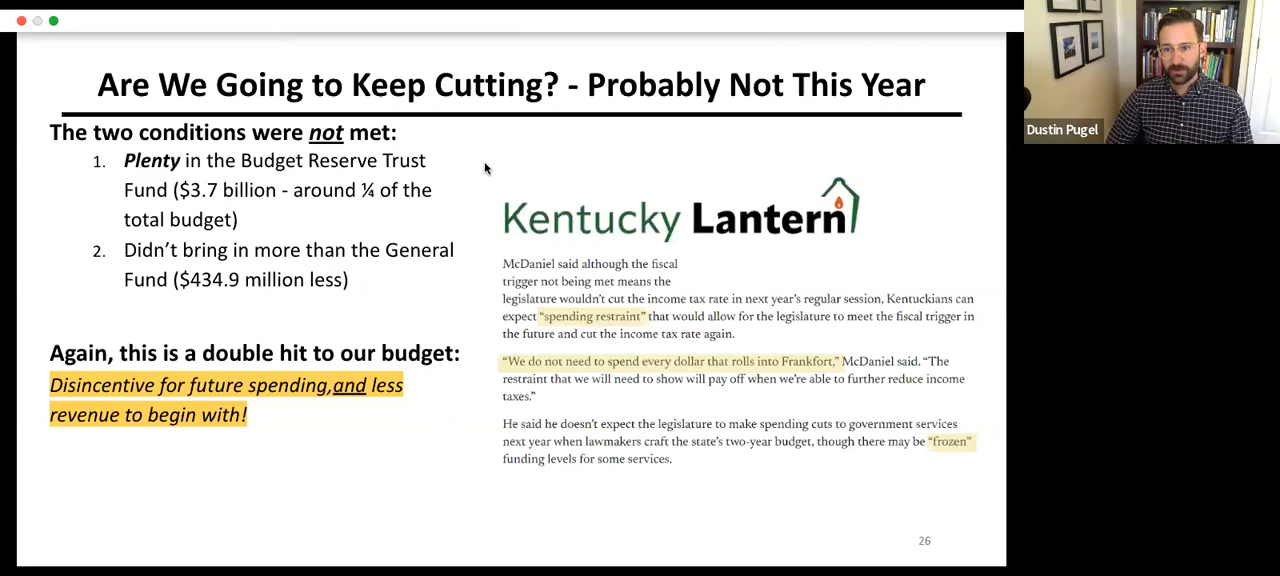 Are We Going to Keep Cutting? - Probably Not This Year
The two conditions were not met:
1. Plenty in the Budget Reserve Trust
Fund ($3.7 billion - around ¼ of the
total budget)
2. Didn't bring in more than the General
Fund ($434.9 million less)
Again, this is a double hit to our budget:
Disincentive for future spending,and less
revenue to begin with!
Kentucky Lantern
McDaniel said although the fiscal
trigger not being met means the
legislature wouldn't cut the income tax rate in next year's regular session, Kentuckians can
expect "spending restraint" that would allow for the legislature to meet the fiscal trigger in
the future and cut the income tax rate again.
"We do not need to spend every dollar that rolls into Frankfort," McDaniel said. "The
restraint that we will need to show will pay off when we're able to further reduce income
taxes."
He said he doesn't expect the legislature to make spending cuts to government services
next year when lawmakers craft the state's two-year budget, though there may be "frozen"
funding levels for some services.
26
Dustin Pugel